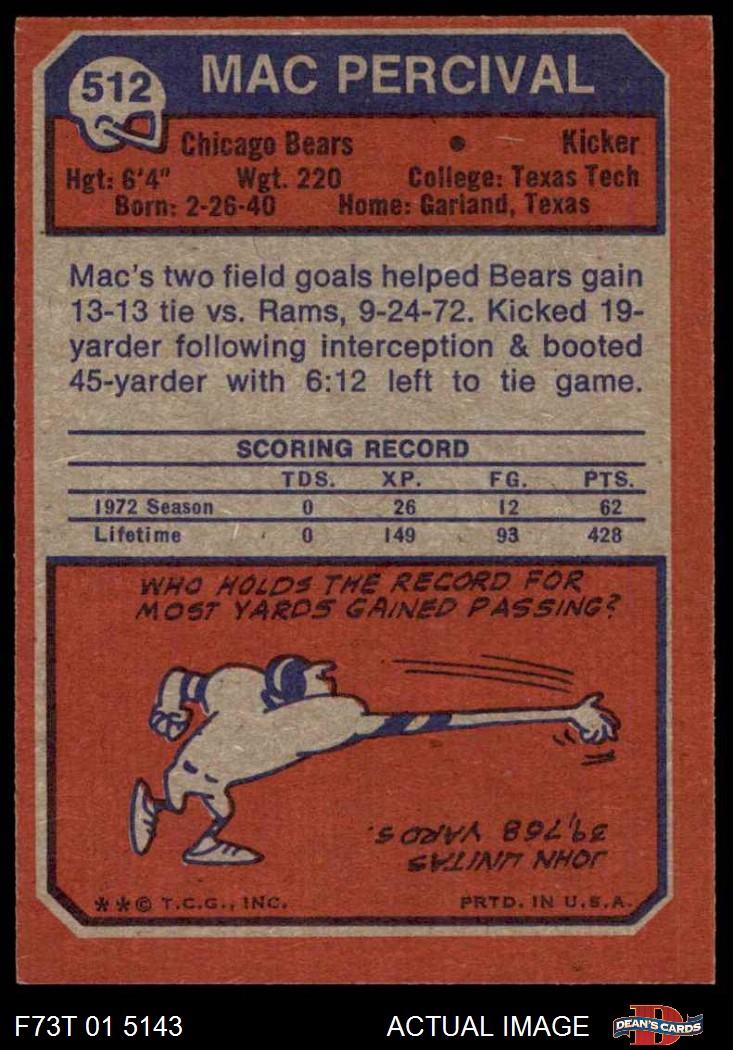 512
MAC PERCIVAL
Chicago Bears • Kicker
Hgt: 6'4" Wgt. 220 College: Texas Tech
Born: 2-26-40 Home: Garland, Texas
Mac's two field goals helped Bears gain
13-13 tie vs. Rams, 9-24-72. Kicked 19-
yarder following interception & booted
45-yarder with 6:12 left to tie game.
SCORING RECORD
TDS. XP. FG. PTS.
1972 Season 0 26 12 62
Lifetime 0 149 93 428
WHO HOLDS THE RECORD FOR
MOST YARDS GAINED PASSING?
JOHN UNITAS
39,768 YARDS.
**© T.C.G., INC. PRTD. IN U.S.A.
F73T 01 5143 ACTUAL IMAGE
D
DEAN'S CARDS